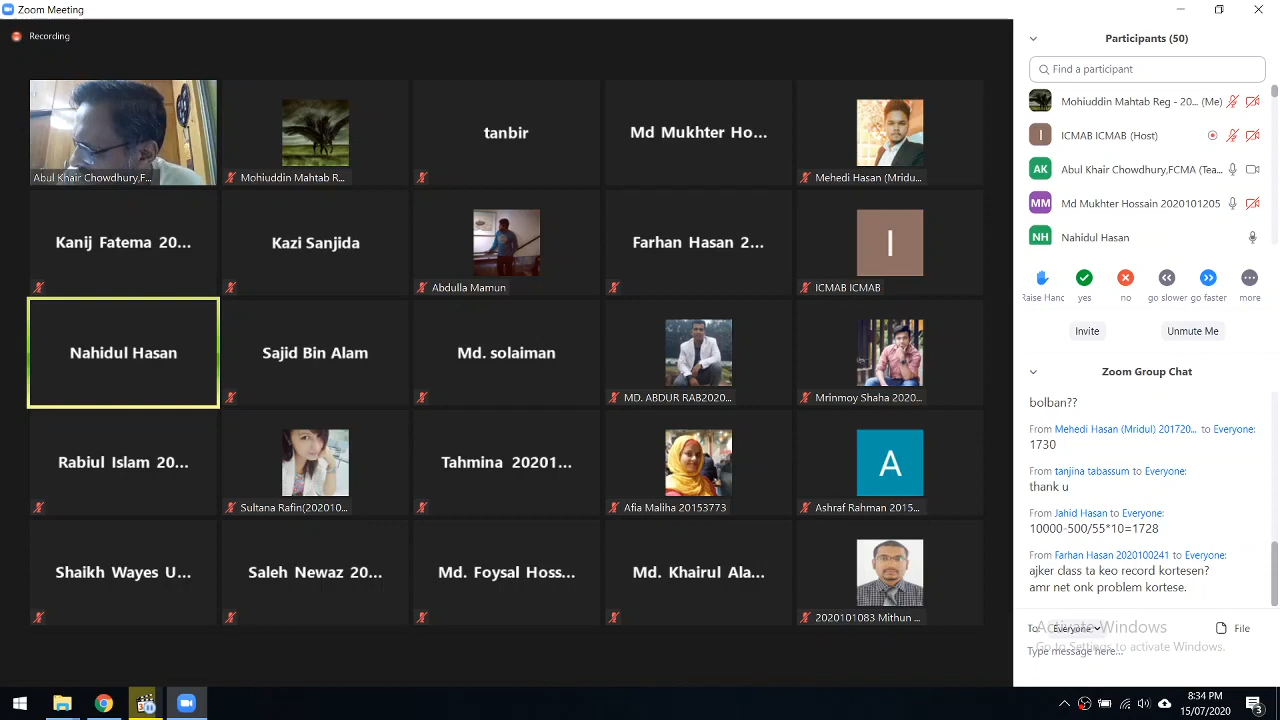 Zoom Meeting
Recording
Abul Khair Chowdhury,F...
Mohiuddin Mahtab R...
tanbir
Md Mukhter Ho...
Mehedi Hasan (Mridu...
Kanij Fatema 20...
Kazi Sanjida
Abdulla Mamun
Farhan Hasan 2...
I
ICMAB ICMAB
Nahidul Hasan
Sajid Bin Alam
Md. solaiman
MD. ABDUR RAB2020...
Mrinmoy Shaha 2020...
Rabiul Islam 20...
Sultana Rafin(202010...
Tahmina 20201...
Afia Maliha 20153773
A
Ashraf Rahman 2015...
Shaikh Wayes U...
Saleh Newaz 20...
Md. Foysal Hoss...
Md. Khairul Ala...
2020101083 Mithun ...
Participants (50)
Find a participant
Mohiuddin Mahtab Reg - 20... (Me)
I ICMAB ICMAB (Host)
AK Abul Khair Chowdhury,FCMA (Tea...
MM Md Mukhter Hossain 2020101205
NH Nahidul Hasan
Raise Hand yes no go slower go faster more
Invite Unmute Me
Zoom Group Chat
bolban??
From Mehedi Hasan (Mridul) 201720... to Everyone:
1730
From tanjina tabassum to Everyone:
thank u
From Jahid Hasan to Everyone:
10000-500/55*10=1728
From Farhan Hasan 2020100241 to Everyone:
ajker class ta keo record kortesen?
amr net onk problem kortese.
To: Everyone File
Activate Windows
Go to Settings to activate Windows.
Type message here...
8:34 PM
15/07/2020
3